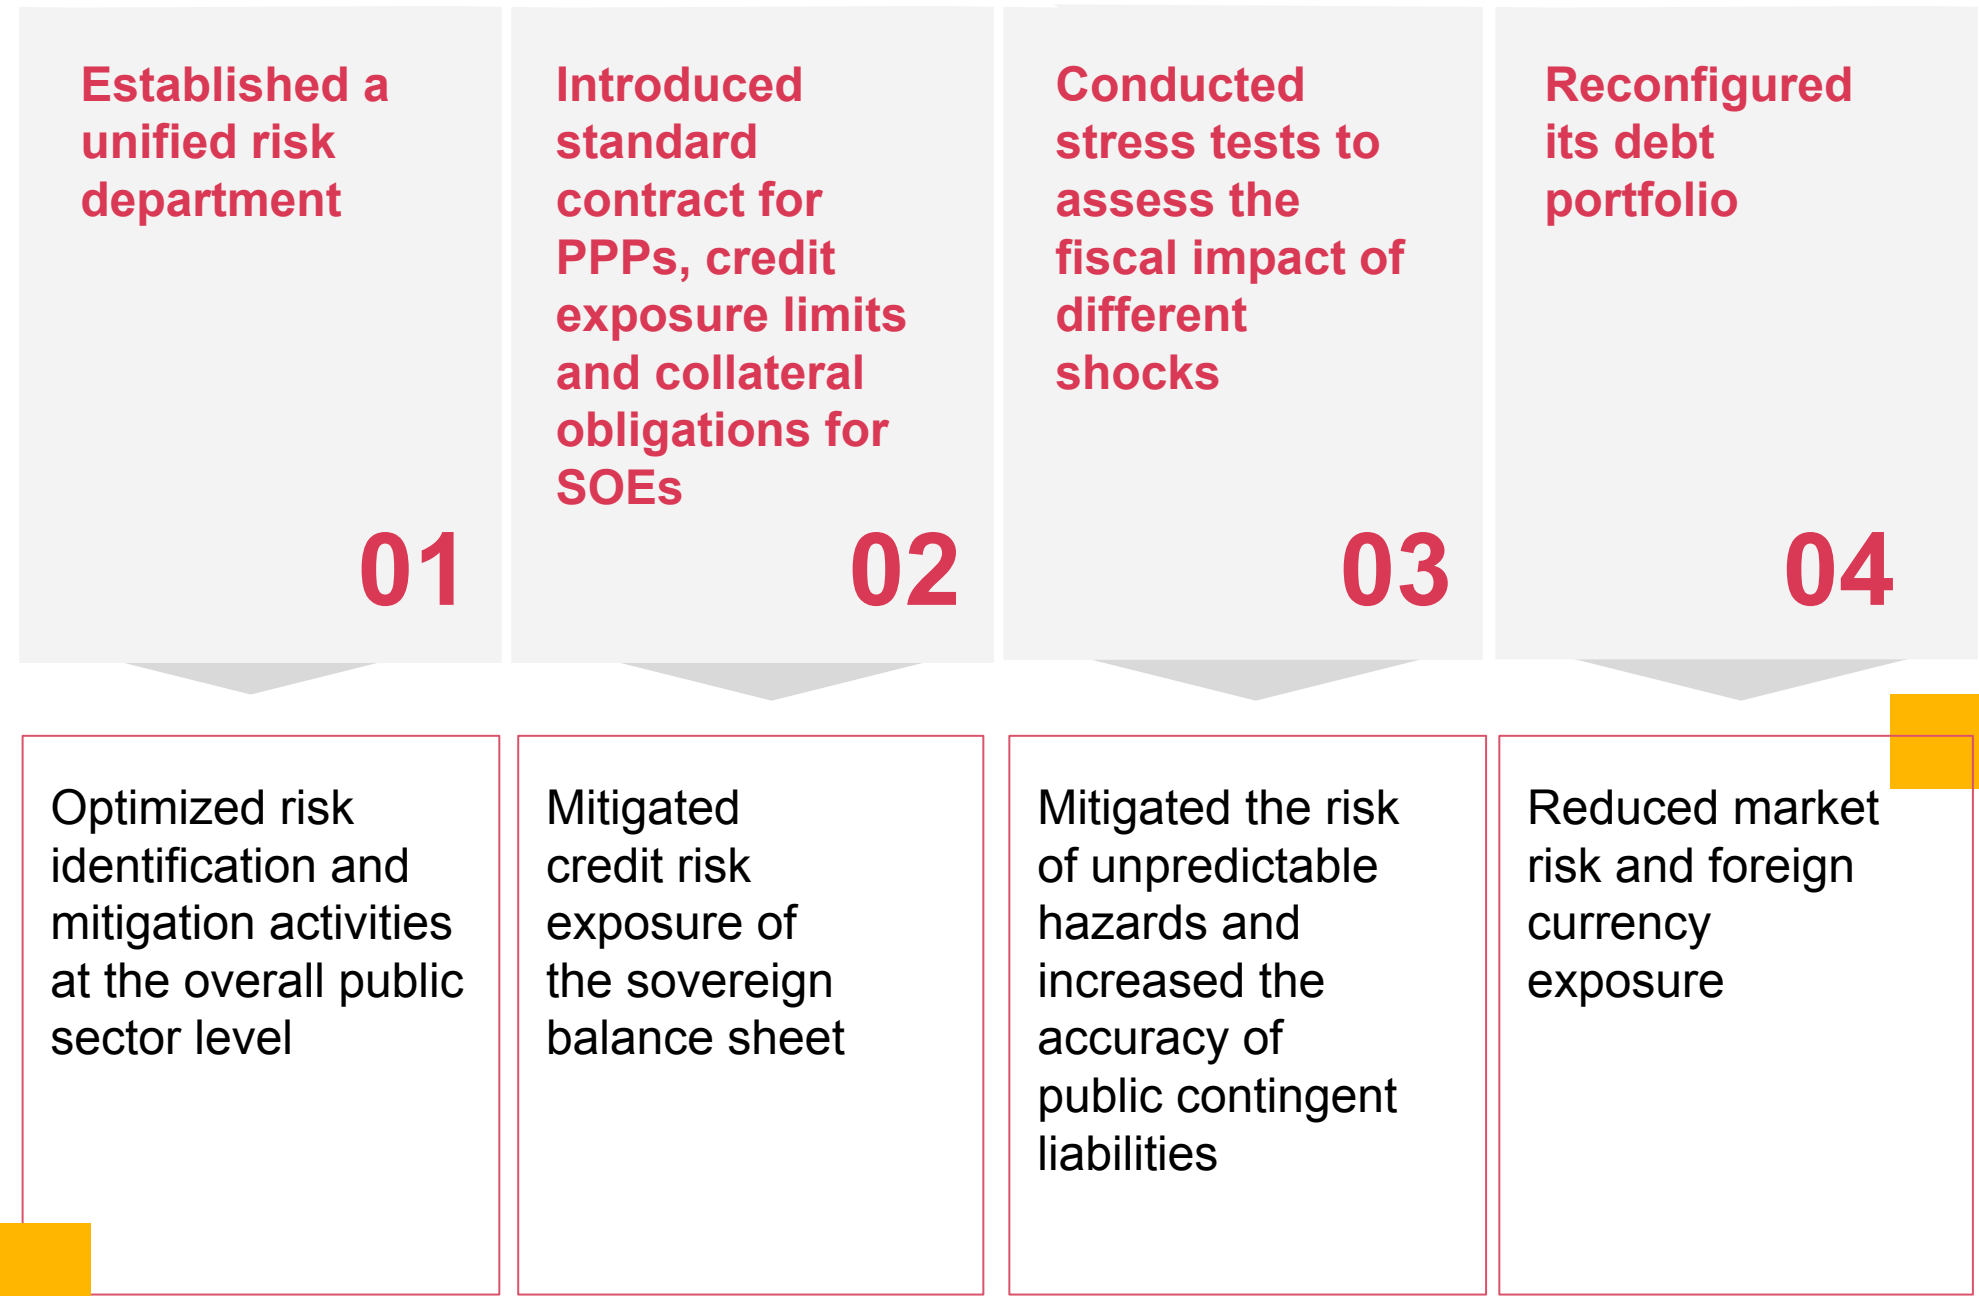 Established a
unified risk
department
01
Introduced
standard
contract for
PPPs, credit
exposure limits
and collateral
obligations for
SOEs
02
Conducted
stress tests to
assess the
fiscal impact of
different
shocks
03
Reconfigured
its debt
portfolio
04
Optimized risk
identification and
mitigation activities
at the overall public
sector level
Mitigated
credit risk
exposure of
the sovereign
balance sheet
Mitigated the risk
of unpredictable
hazards and
increased the
accuracy of
public contingent
liabilities
Reduced market
risk and foreign
currency
exposure